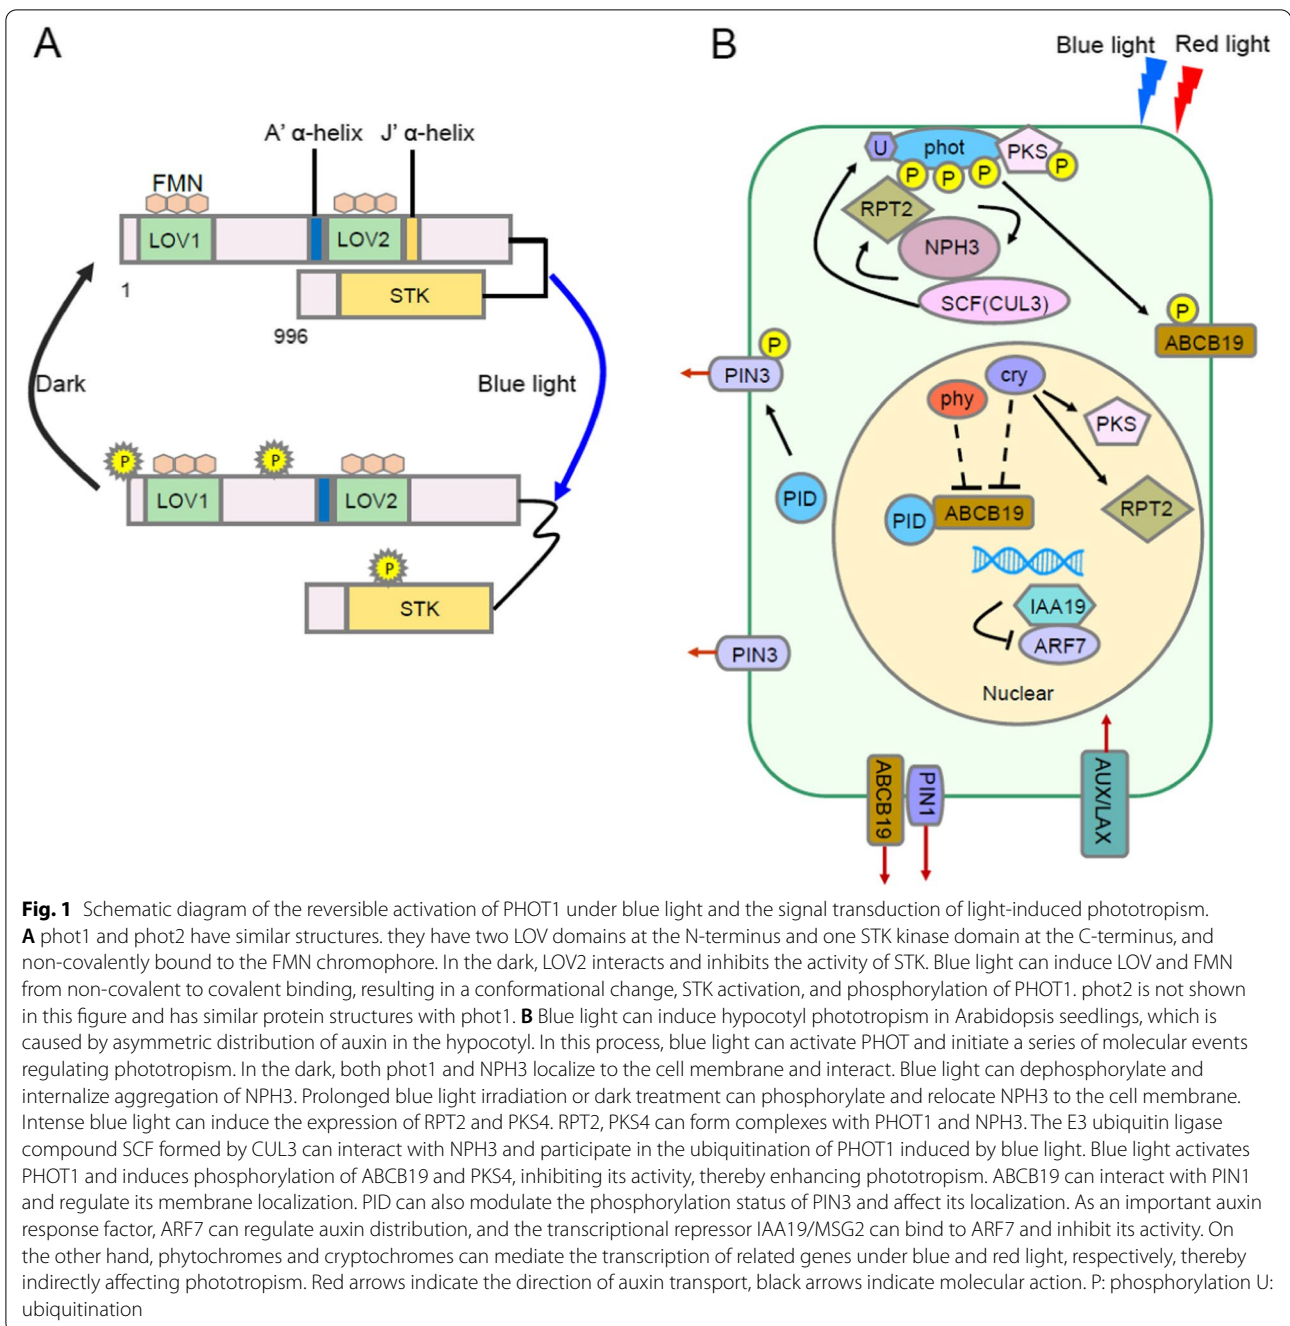 A
A' α-helix J' α-helix
FMN
LOV1
LOV2
STK
1
996
Dark
Blue light
P
P
LOV1
LOV2
P
STK
B
Blue light
Red light
U
phot
PKS
P
P
P
P
RPT2
NPH3
SCF(CUL3)
P
ABCB19
P
PIN3
cry
phy
PKS
PID
PID
ABCB19
RPT2
IAA19
ARF7
PIN3
Nuclear
ABCB19
PIN1
AUX/LAX
Fig. 1 Schematic diagram of the reversible activation of PHOT1 under blue light and the signal transduction of light-induced phototropism.
A phot1 and phot2 have similar structures. they have two LOV domains at the N-terminus and one STK kinase domain at the C-terminus, and
non-covalently bound to the FMN chromophore. In the dark, LOV2 interacts and inhibits the activity of STK. Blue light can induce LOV and FMN
from non-covalent to covalent binding, resulting in a conformational change, STK activation, and phosphorylation of PHOT1. phot2 is not shown
in this figure and has similar protein structures with phot1. B Blue light can induce hypocotyl phototropism in Arabidopsis seedlings, which is
caused by asymmetric distribution of auxin in the hypocotyl. In this process, blue light can activate PHOT and initiate a series of molecular events
regulating phototropism. In the dark, both phot1 and NPH3 localize to the cell membrane and interact. Blue light can dephosphorylate and
internalize aggregation of NPH3. Prolonged blue light irradiation or dark treatment can phosphorylate and relocate NPH3 to the cell membrane.
Intense blue light can induce the expression of RPT2 and PKS4. RPT2, PKS4 can form complexes with PHOT1 and NPH3. The E3 ubiquitin ligase
compound SCF formed by CUL3 can interact with NPH3 and participate in the ubiquitination of PHOT1 induced by blue light. Blue light activates
PHOT1 and induces phosphorylation of ABCB19 and PKS4, inhibiting its activity, thereby enhancing phototropism. ABCB19 can interact with PIN1
and regulate its membrane localization. PID can also modulate the phosphorylation status of PIN3 and affect its localization. As an important auxin
response factor, ARF7 can regulate auxin distribution, and the transcriptional repressor IAA19/MSG2 can bind to ARF7 and inhibit its activity. On
the other hand, phytochromes and cryptochromes can mediate the transcription of related genes under blue and red light, respectively, thereby
indirectly affecting phototropism. Red arrows indicate the direction of auxin transport, black arrows indicate molecular action. P: phosphorylation U:
ubiquitination